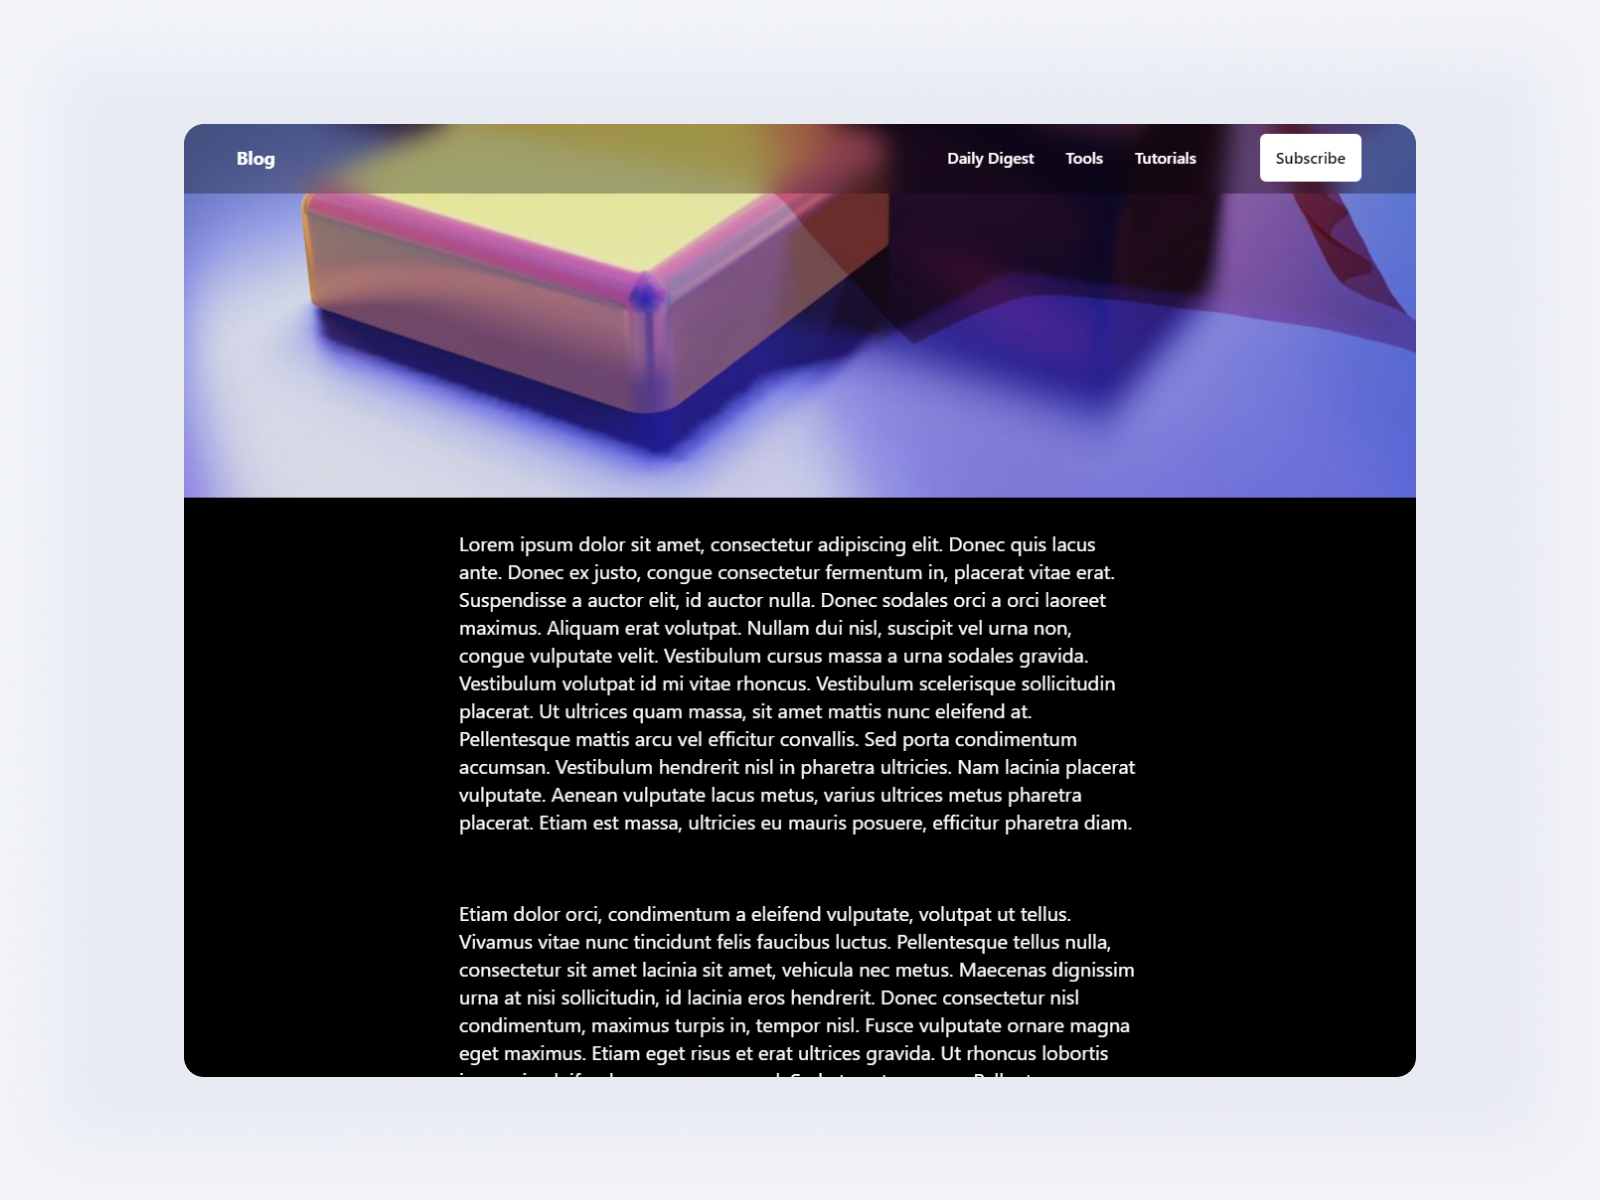 Blog
Daily Digest
Tools
Tutorials
Subscribe
Lorem ipsum dolor sit amet, consectetur adipiscing elit. Donec quis lacus
ante. Donec ex justo, congue consectetur fermentum in, placerat vitae erat.
Suspendisse a auctor elit, id auctor nulla. Donec sodales orci a orci laoreet
maximus. Aliquam erat volutpat. Nullam dui nisl, suscipit vel urna non,
congue vulputate velit. Vestibulum cursus massa a urna sodales gravida.
Vestibulum volutpat id mi vitae rhoncus. Vestibulum scelerisque sollicitudin
placerat. Ut ultrices quam massa, sit amet mattis nunc eleifend at.
Pellentesque mattis arcu vel efficitur convallis. Sed porta condimentum
accumsan. Vestibulum hendrerit nisl in pharetra ultricies. Nam lacinia placerat
vulputate. Aenean vulputate lacus metus, varius ultrices metus pharetra
placerat. Etiam est massa, ultricies eu mauris posuere, efficitur pharetra diam.
Etiam dolor orci, condimentum a eleifend vulputate, volutpat ut tellus.
Vivamus vitae nunc tincidunt felis faucibus luctus. Pellentesque tellus nulla,
consectetur sit amet lacinia sit amet, vehicula nec metus. Maecenas dignissim
urna at nisi sollicitudin, id lacinia eros hendrerit. Donec consectetur nisl
condimentum, maximus turpis in, tempor nisl. Fusce vulputate ornare magna
eget maximus. Etiam eget risus et erat ultrices gravida. Ut rhoncus lobortis